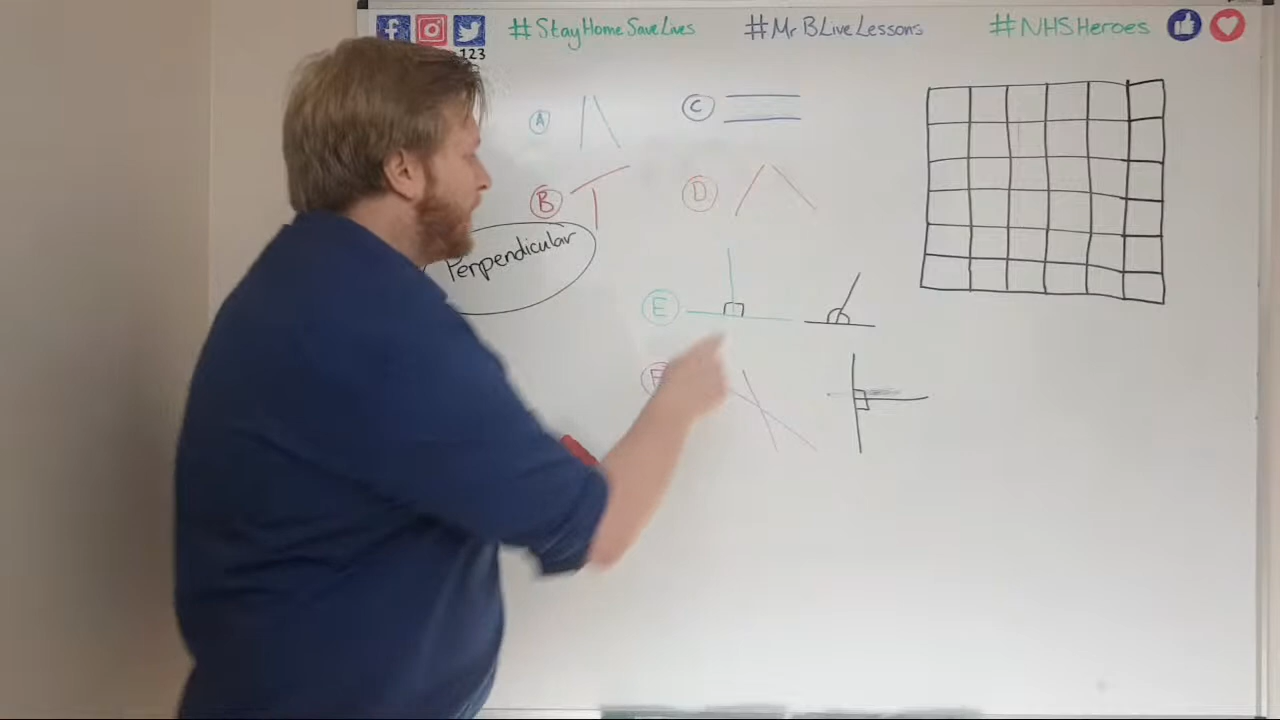 #StayHomeSaveLives #MrBLiveLessons #NHSHeroes
123
A
C
B
D
Perpendicular
E
F